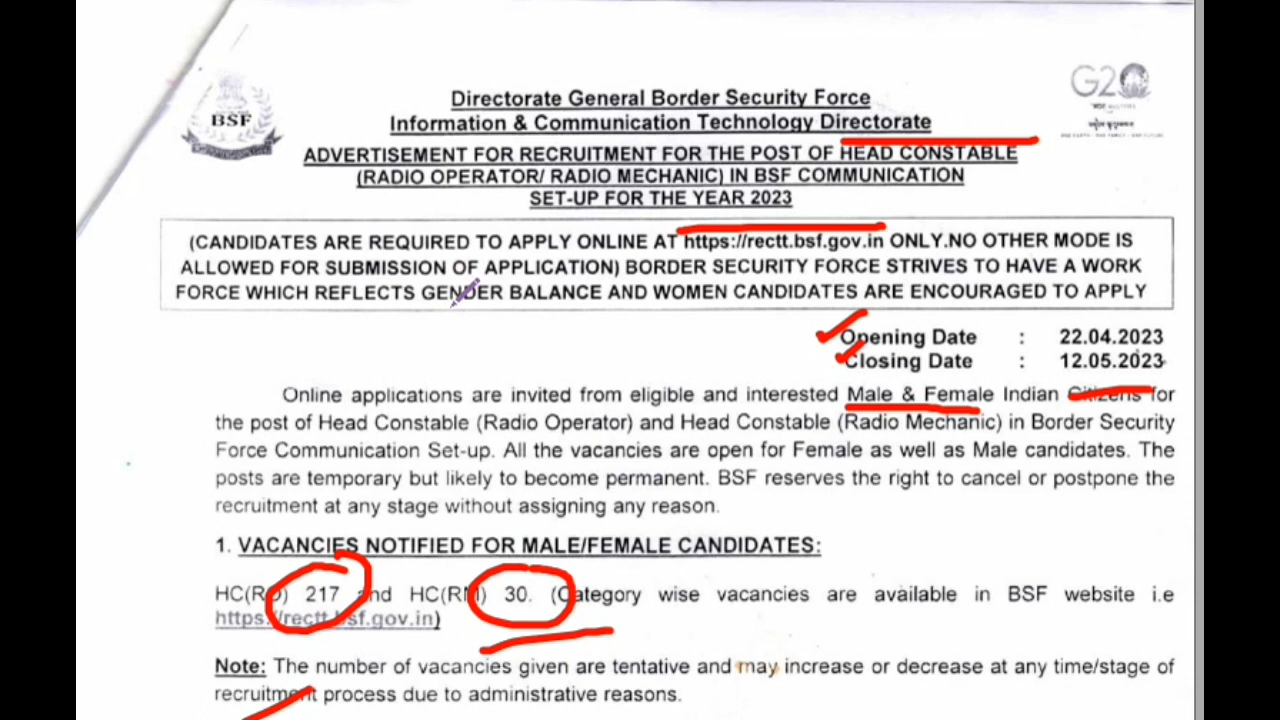 BSF
G20
Directorate General Border Security Force
Information & Communication Technology Directorate
ADVERTISEMENT FOR RECRUITMENT FOR THE POST OF HEAD CONSTABLE
(RADIO OPERATOR/ RADIO MECHANIC) IN BSF COMMUNICATION
SET-UP FOR THE YEAR 2023
(CANDIDATES ARE REQUIRED TO APPLY ONLINE AT https://rectt.bsf.gov.in ONLY.NO OTHER MODE IS
ALLOWED FOR SUBMISSION OF APPLICATION) BORDER SECURITY FORCE STRIVES TO HAVE A WORK
FORCE WHICH REFLECTS GENDER BALANCE AND WOMEN CANDIDATES ARE ENCOURAGED TO APPLY
Opening Date : 22.04.2023
Closing Date : 12.05.2023
Online applications are invited from eligible and interested Male & Female Indian Citizens for
the post of Head Constable (Radio Operator) and Head Constable (Radio Mechanic) in Border Security
Force Communication Set-up. All the vacancies are open for Female as well as Male candidates. The
posts are temporary but likely to become permanent. BSF reserves the right to cancel or postpone the
recruitment at any stage without assigning any reason.
1. VACANCIES NOTIFIED FOR MALE/FEMALE CANDIDATES:
HC(RO) 217 and HC(RM) 30. (Category wise vacancies are available in BSF website i.e
https://rectt.bsf.gov.in)
Note: The number of vacancies given are tentative and may increase or decrease at any time/stage of
recruitment process due to administrative reasons.